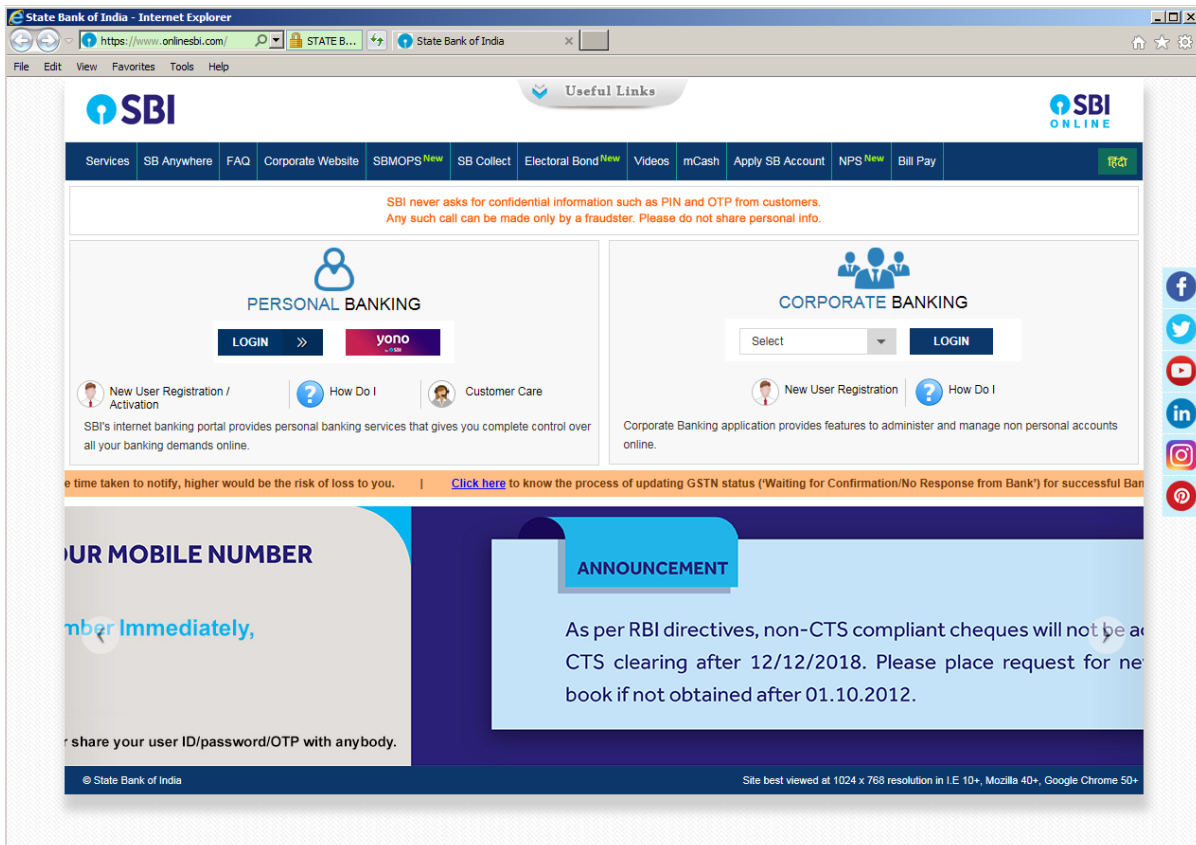 State Bank of India - Internet Explorer
https://www.onlinesbi.com/
STATE B...
State Bank of India
File Edit View Favorites Tools Help
SBI
Useful Links
SBI
ONLINE
Services SB Anywhere FAQ Corporate Website SBMOPS New SB Collect Electoral Bond New Videos mCash Apply SB Account NPS New Bill Pay हिंदी
SBI never asks for confidential information such as PIN and OTP from customers.
Any such call can be made only by a fraudster. Please do not share personal info.
PERSONAL BANKING
LOGIN »
yono
by SBI
New User Registration /
Activation
How Do I
Customer Care
SBI's internet banking portal provides personal banking services that gives you complete control over
all your banking demands online.
CORPORATE BANKING
Select
LOGIN
New User Registration
How Do I
Corporate Banking application provides features to administer and manage non personal accounts
online.
e time taken to notify, higher would be the risk of loss to you. | Click here to know the process of updating GSTN status ('Waiting for Confirmation/No Response from Bank') for successful Ban
OUR MOBILE NUMBER
mber Immediately,
r share your user ID/password/OTP with anybody.
ANNOUNCEMENT
As per RBI directives, non-CTS compliant cheques will not be ac
CTS clearing after 12/12/2018. Please place request for ne
book if not obtained after 01.10.2012.
© State Bank of India
Site best viewed at 1024 x 768 resolution in I.E 10+, Mozilla 40+, Google Chrome 50+